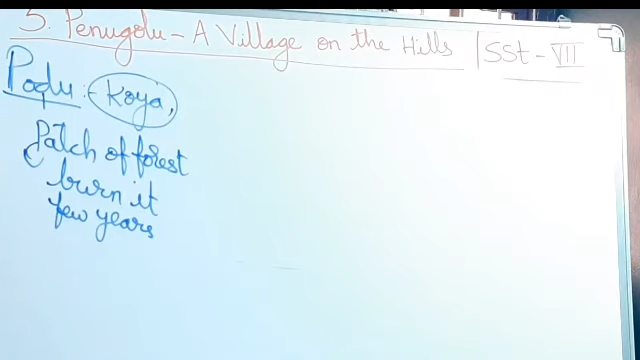 5. Penugolu - A Village on the Hills | SSt - VII
Podu :- Koya,
Patch of forest
burn it
few years